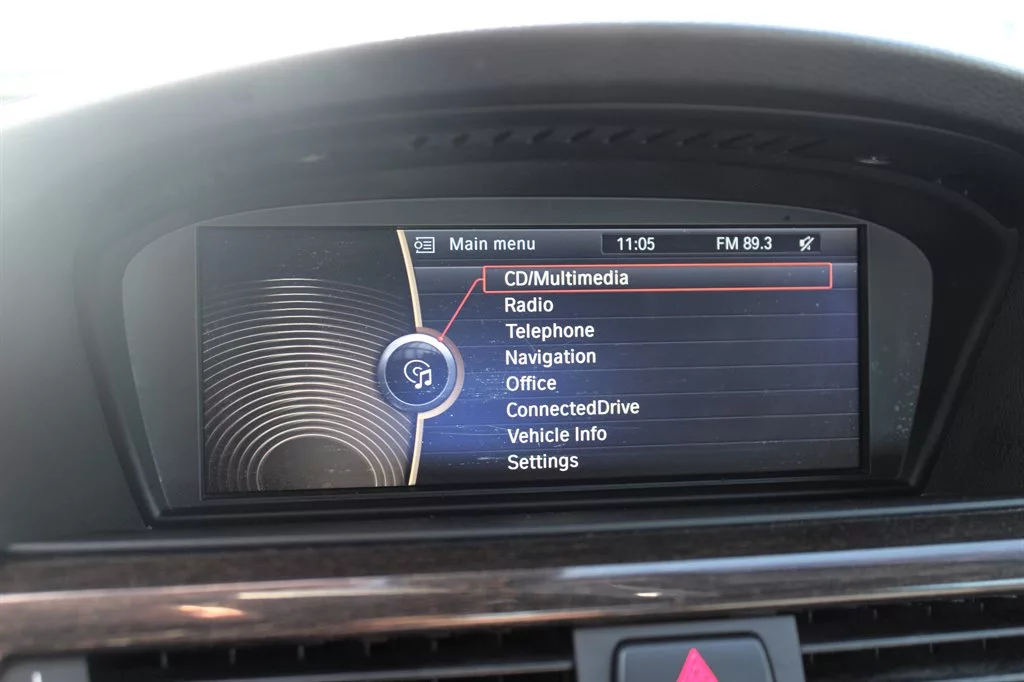 Main menu 11:05 FM 89.3
CD/Multimedia
Radio
Telephone
Navigation
Office
ConnectedDrive
Vehicle Info
Settings